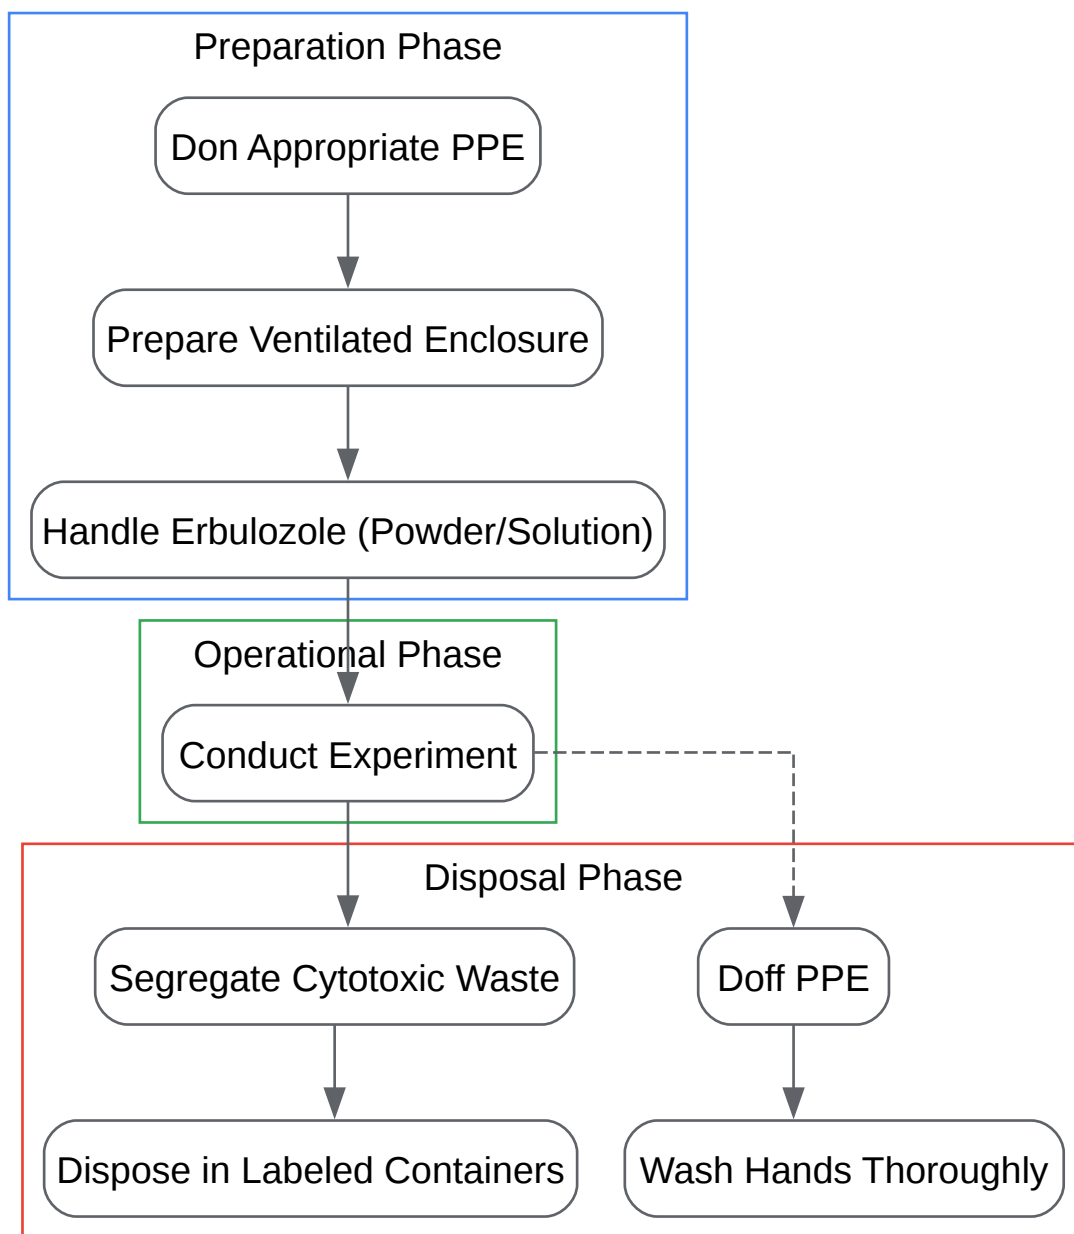 Preparation Phase
Don Appropriate PPE
Prepare Ventilated Enclosure
Handle Erbulozole (Powder/Solution)
Operational Phase
Conduct Experiment
Disposal Phase
Segregate Cytotoxic Waste
Doff PPE
Dispose in Labeled Containers
Wash Hands Thoroughly